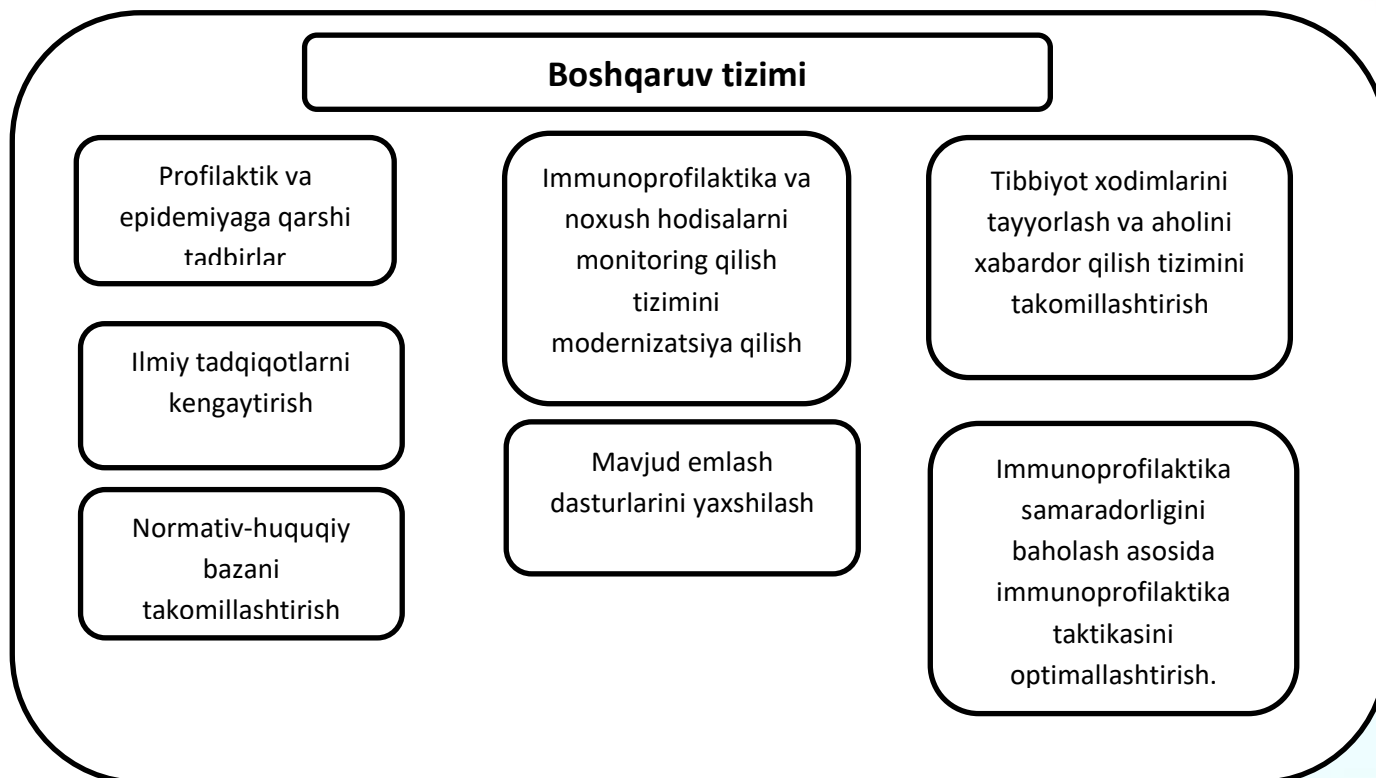 Boshqaruv tizimi
Profilaktik va
epidemiyaga qarshi
tadbirlar
Ilmiy tadqiqotlarni
kengaytirish
Normativ-huquqiy
bazani
takomillashtirish
Immunoprofilaktika va
noxush hodisalarni
monitoring qilish
tizimini
modernizatsiya qilish
Mavjud emlash
dasturlarini yaxshilash
Tibbiyot xodimlarini
tayyorlash va aholini
xabardor qilish tizimini
takomillashtirish
Immunoprofilaktika
samaradorligini
baholash asosida
immunoprofilaktika
taktikasini
optimallashtirish.